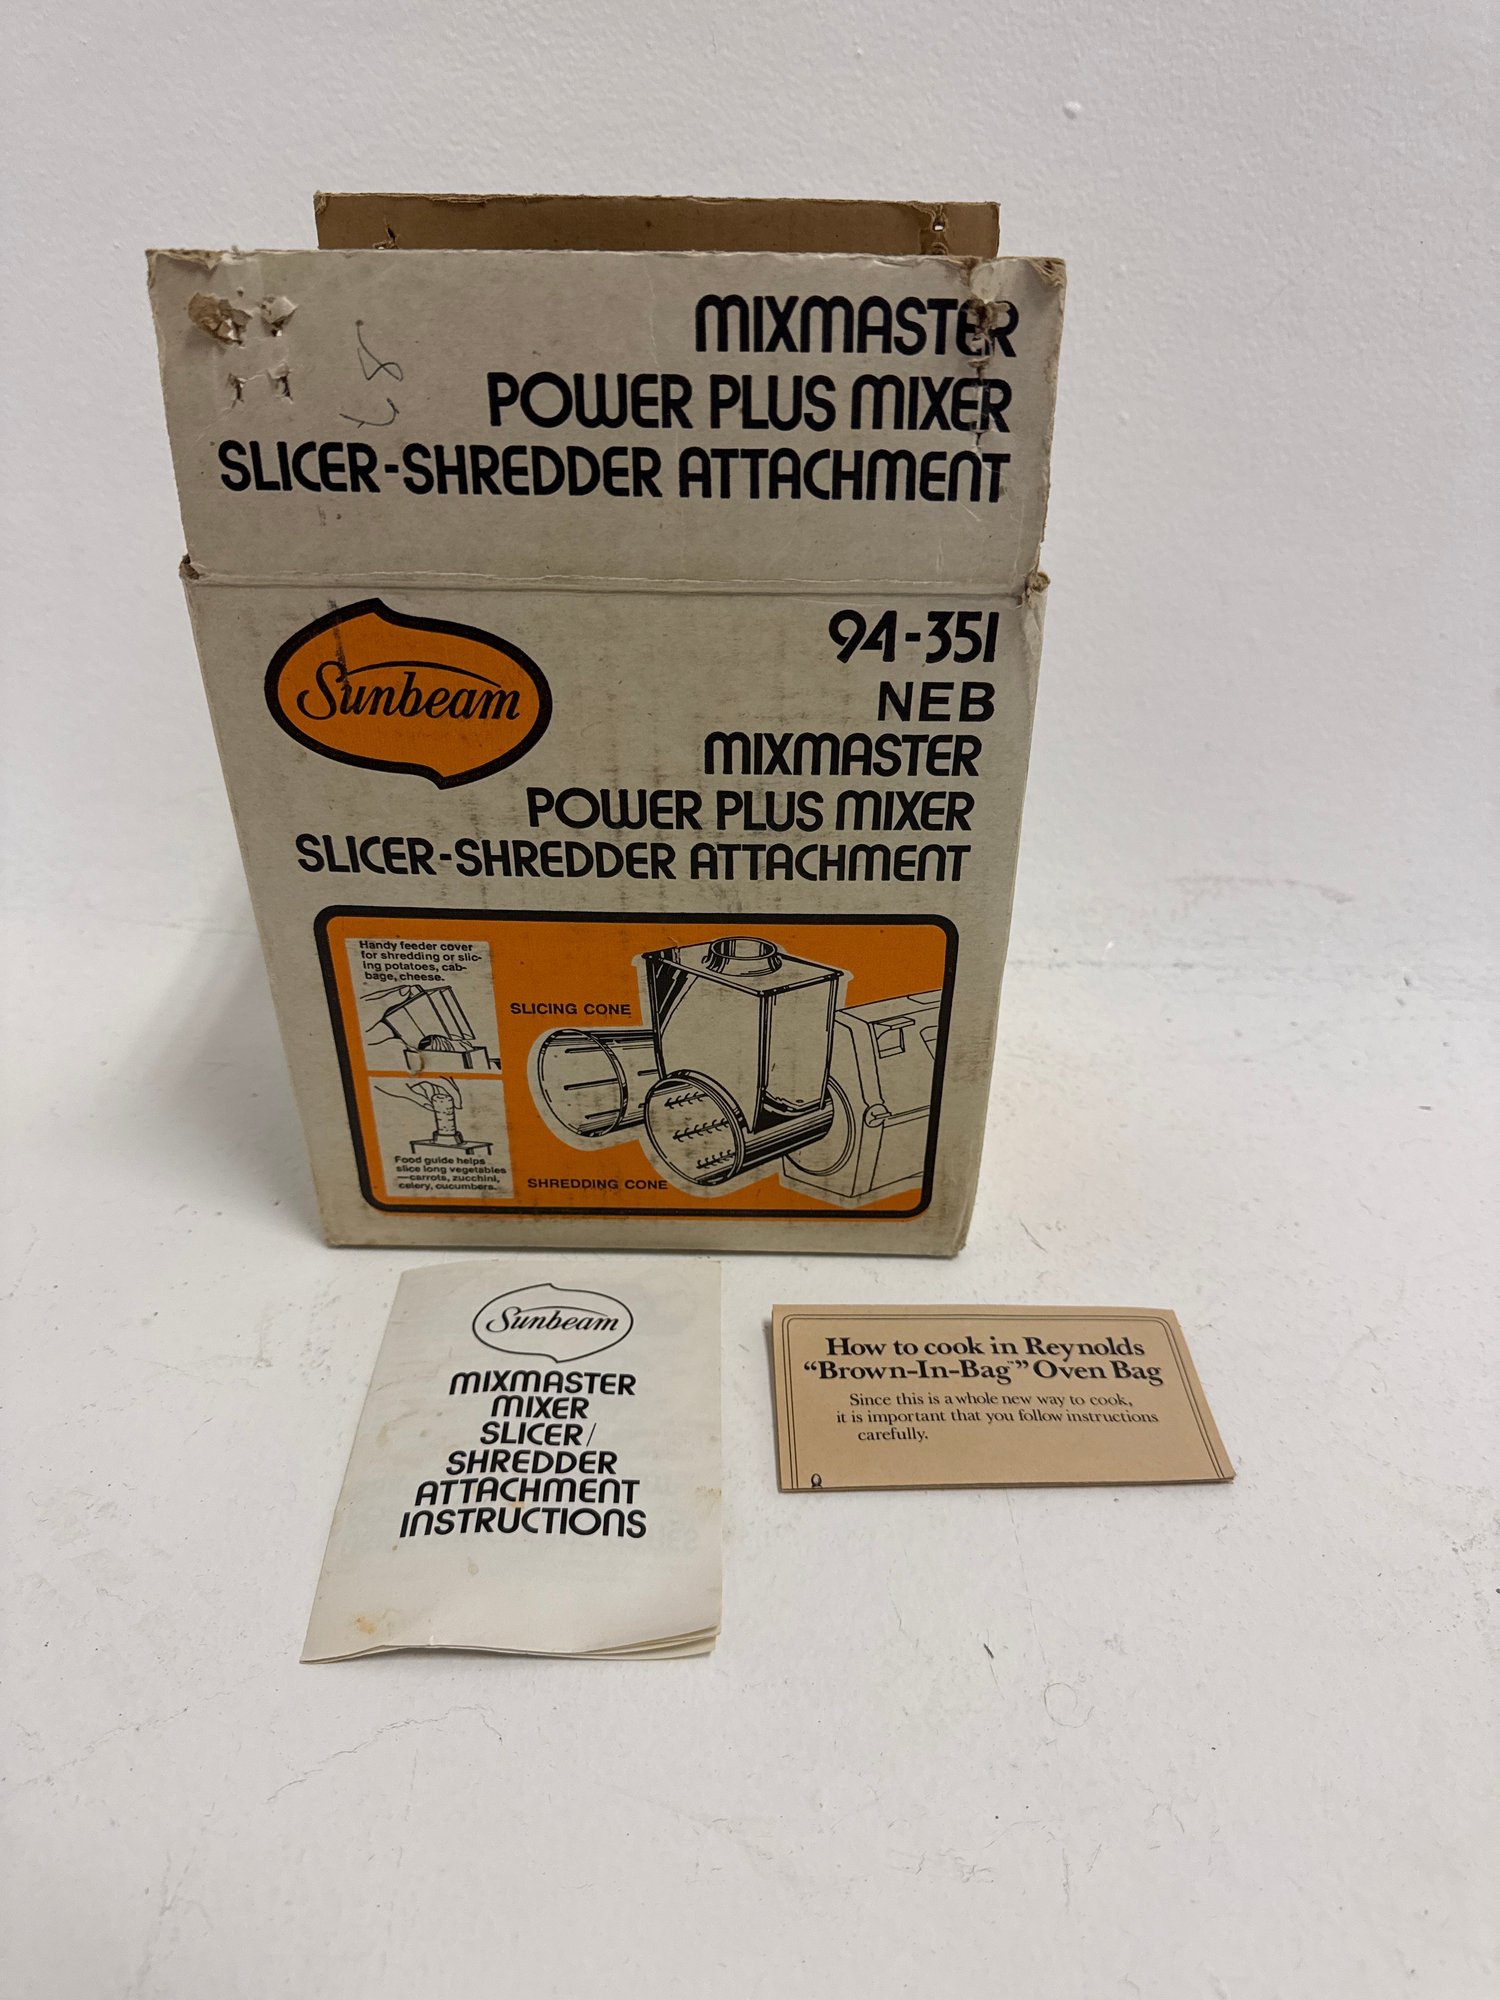 MIXMASTER
POWER PLUS MIXER
SLICER-SHREDDER ATTACHMENT
Sunbeam
94-351
NEB
MIXMASTER
POWER PLUS MIXER
SLICER-SHREDDER ATTACHMENT
Handy feeder cover
for shredding or slic-
ing potatoes, cab-
bage, cheese.
SLICING CONE
Food guide helps
slice long vegetables
—carrots, zucchini,
celery, cucumbers.
SHREDDING CONE
Sunbeam
MIXMASTER
MIXER
SLICER/
SHREDDER
ATTACHMENT
INSTRUCTIONS
How to cook in Reynolds
“Brown-In-Bag™” Oven Bag
Since this is a whole new way to cook,
it is important that you follow instructions
carefully.